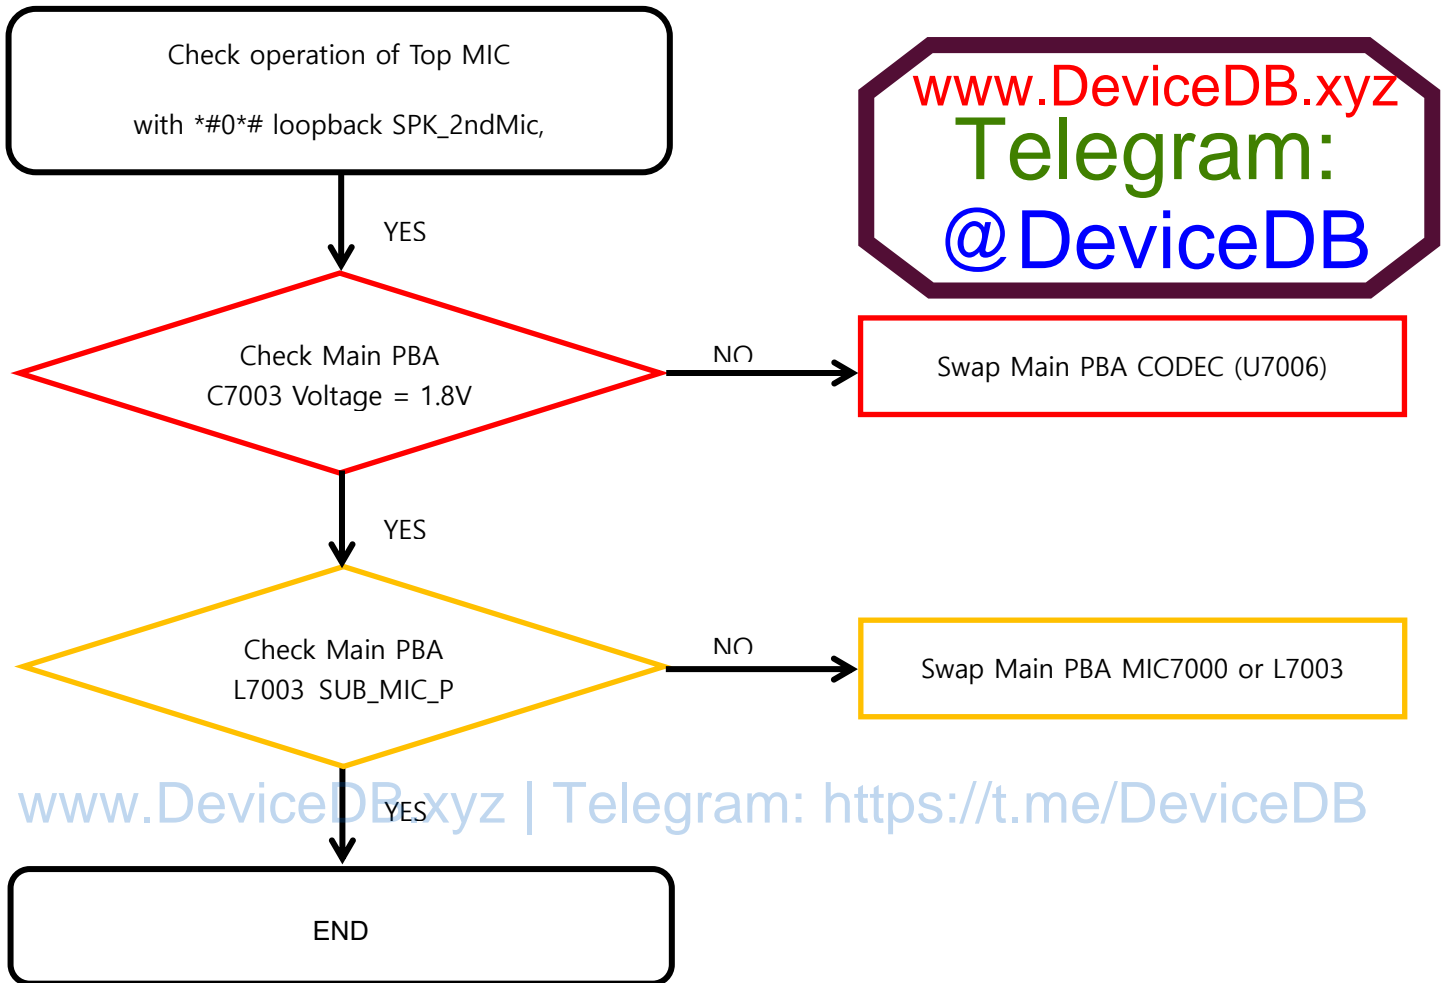 Check operation of Top MIC
with *#0*# loopback SPK_2ndMic,
www.DeviceDB.xyz
Telegram:
@DeviceDB
YES
Check Main PBA
C7003 Voltage = 1.8V
NO
Swap Main PBA CODEC (U7006)
YES
Check Main PBA
L7003 SUB_MIC_P
NO
Swap Main PBA MIC7000 or L7003
www.DeviceDB.xyz | Telegram: https://t.me/DeviceDB
YES
END